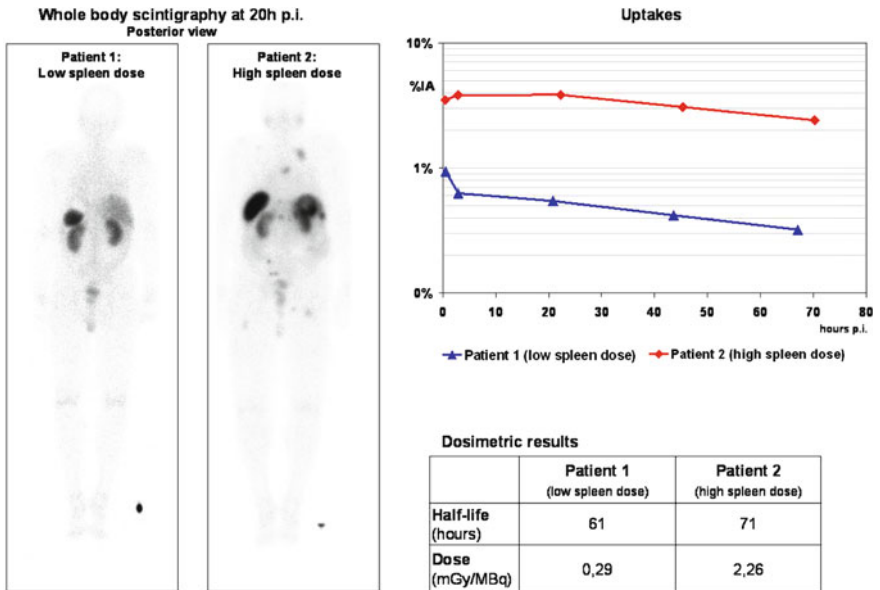 Whole body scintigraphy at 20h p.i.
Posterior view
Patient 1:
Low spleen dose
Patient 2:
High spleen dose
Uptakes
10%
%IA
1%
0%
0 10 20 30 40 50 60 70 80
hours p.i.
Patient 1 (low spleen dose) Patient 2 (high spleen dose)
Dosimetric results
Patient 1 Patient 2
(low spleen dose) (high spleen dose)
Half-life
(hours) 61 71
Dose
(mGy/MBq) 0,29 2,26